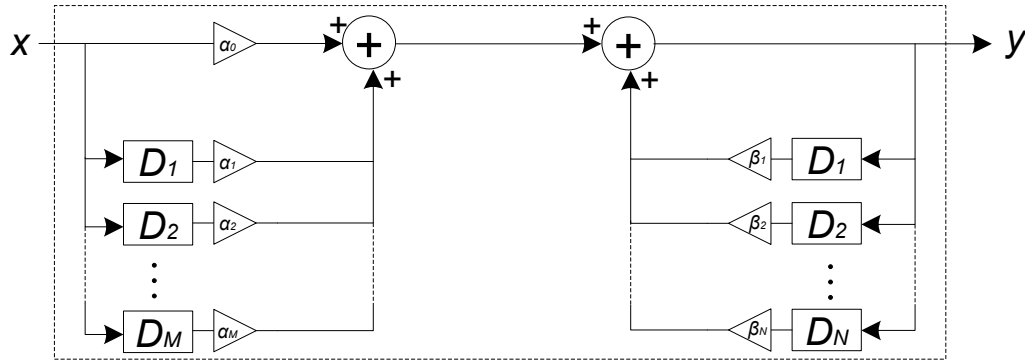 x α0 + + + + y
+ +
D1 α1 β1 D1
D2 α2 β2 D2
DM αM βN DN